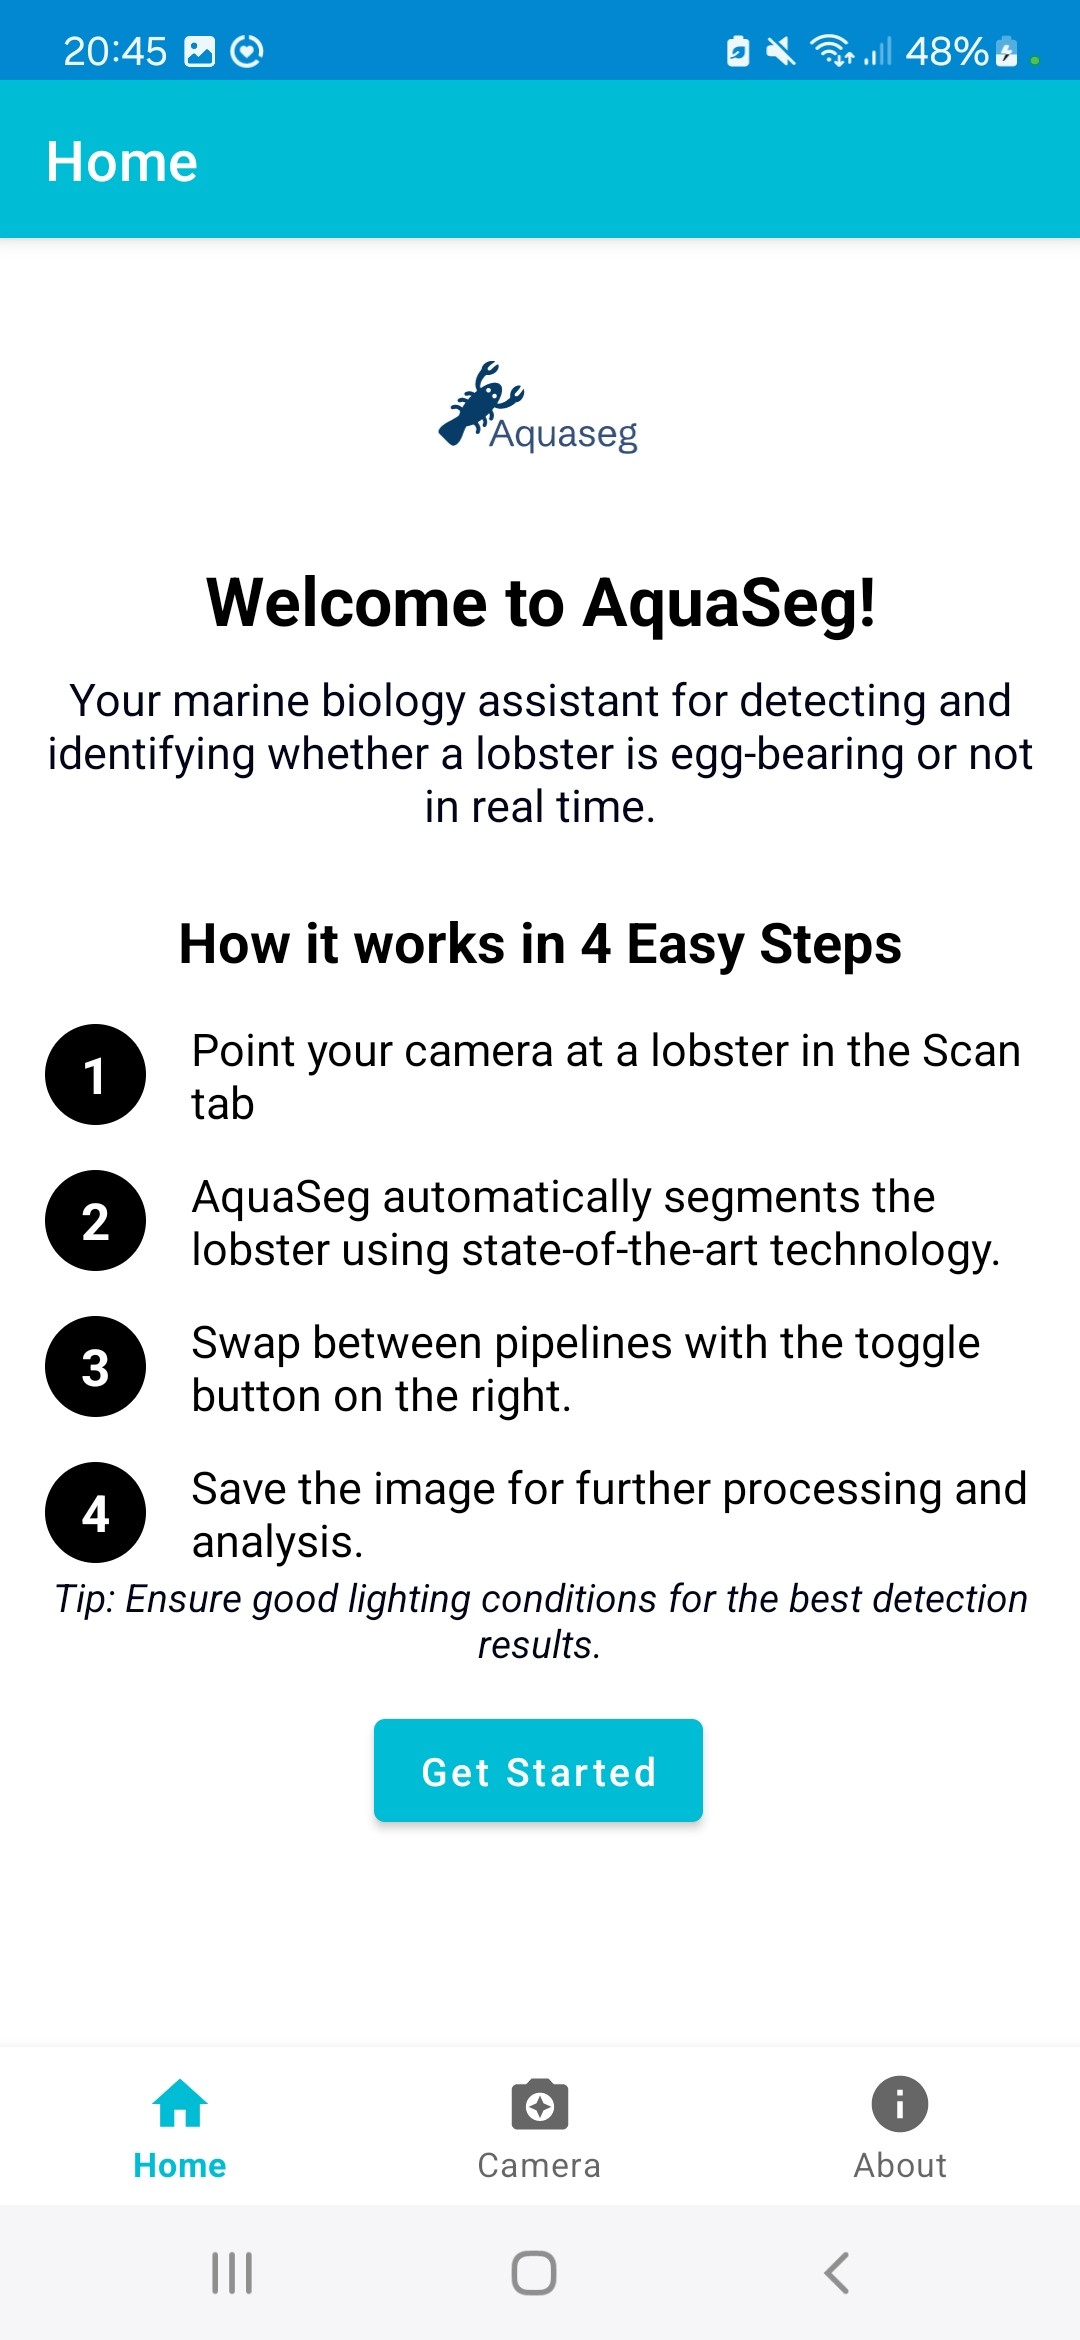 20:45 48%
Home
Aquaseg
Welcome to AquaSeg!
Your marine biology assistant for detecting and
identifying whether a lobster is egg-bearing or not
in real time.
How it works in 4 Easy Steps
1 Point your camera at a lobster in the Scan
tab
2 AquaSeg automatically segments the
lobster using state-of-the-art technology.
3 Swap between pipelines with the toggle
button on the right.
4 Save the image for further processing and
analysis.
Tip: Ensure good lighting conditions for the best detection
results.
Get Started
Home Camera About